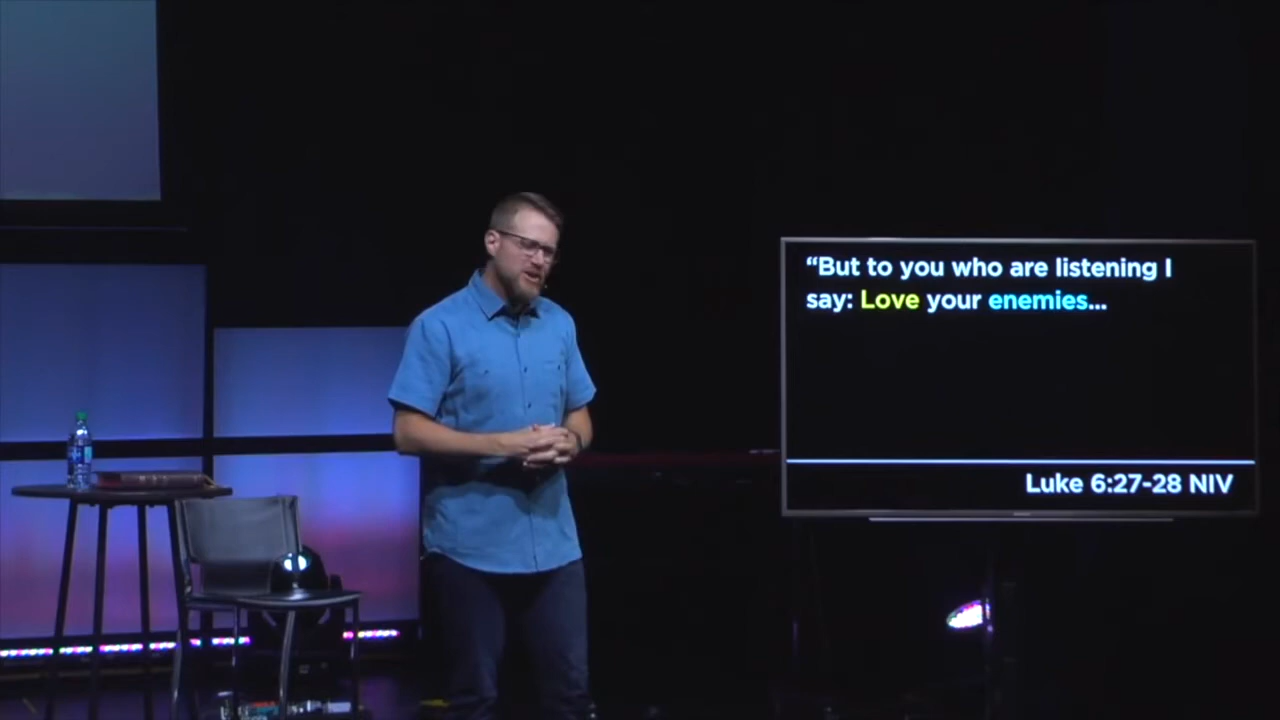 “But to you who are listening I
say: Love your enemies...
Luke 6:27-28 NIV